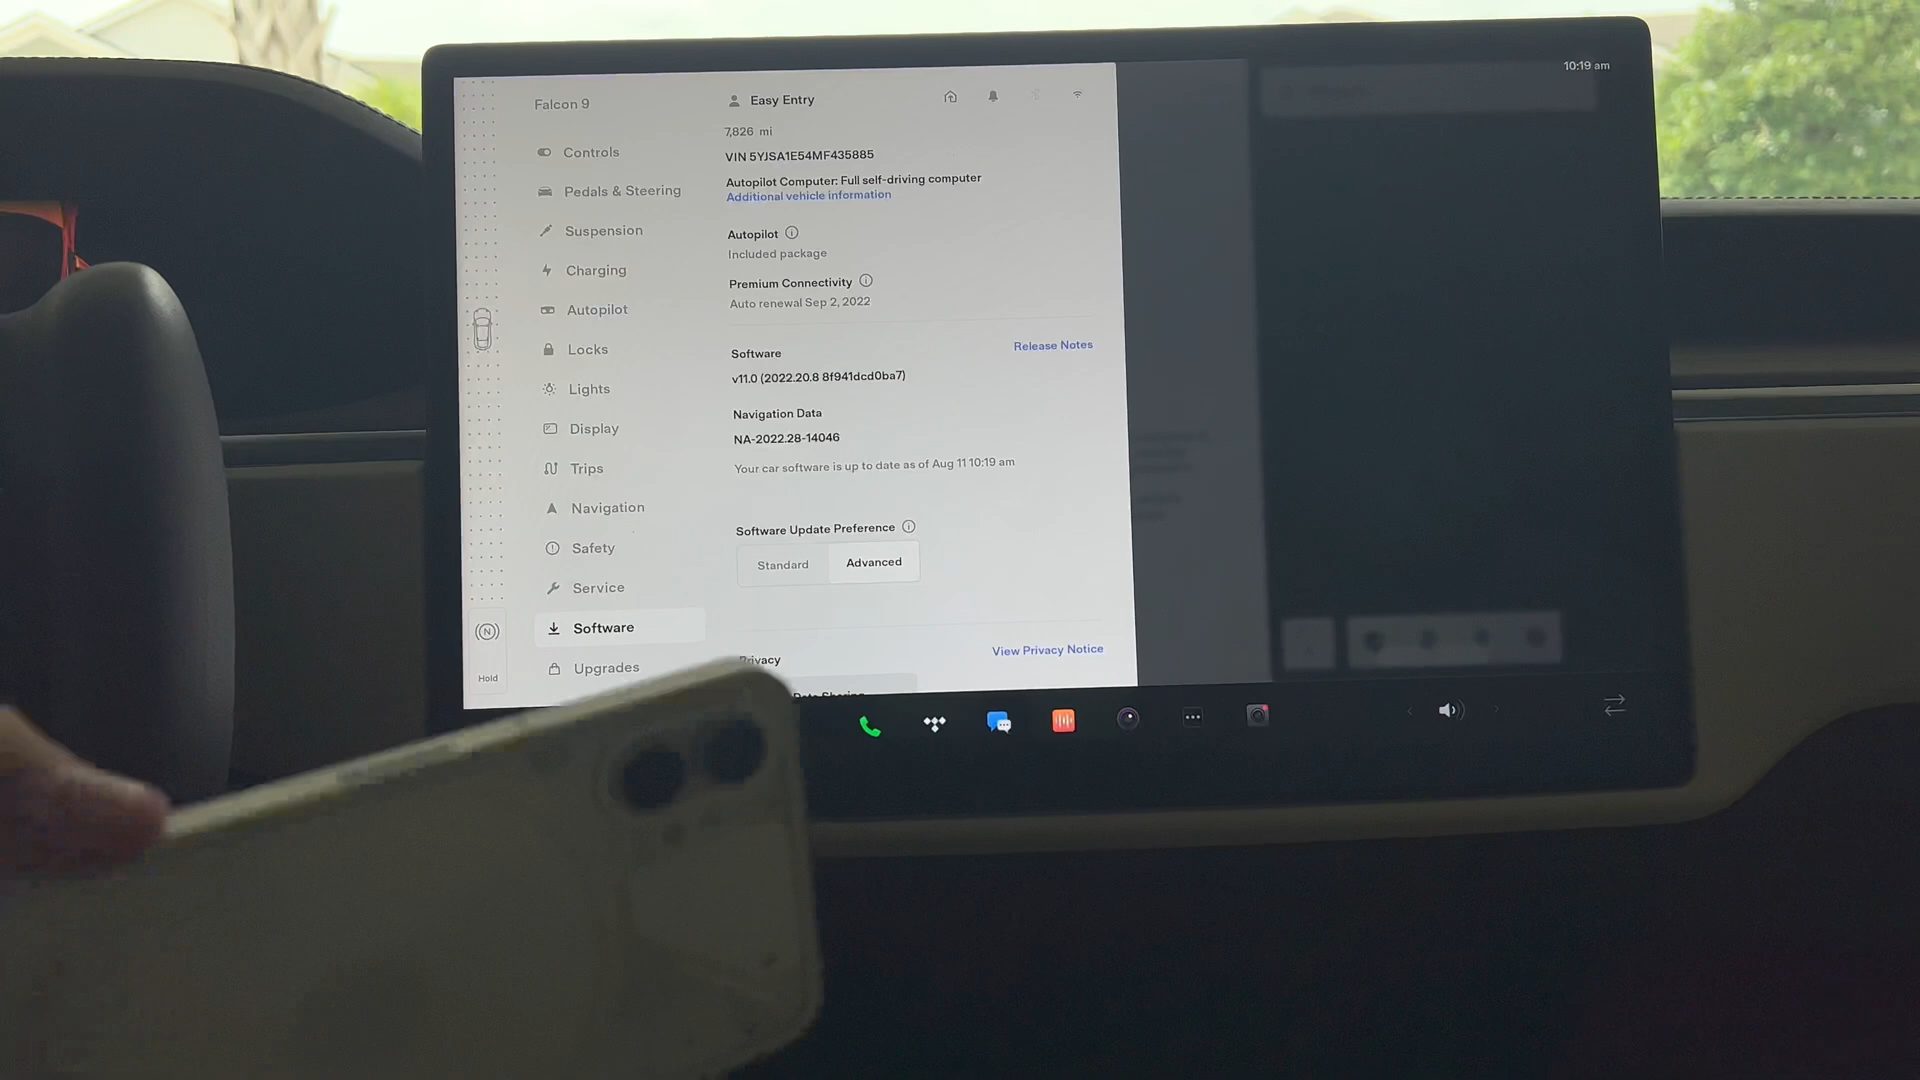 10:19 am
Falcon 9
Easy Entry
Controls
Pedals & Steering
Suspension
Charging
Autopilot
Locks
Lights
Display
Trips
Navigation
Safety
Service
Software
Upgrades
N
Hold
7,826 mi
VIN 5YJSA1E54MF435885
Autopilot Computer: Full self-driving computer
Additional vehicle information
Autopilot
Included package
Premium Connectivity
Auto renewal Sep 2, 2022
Software
Release Notes
v11.0 (2022.20.8 8f941dcd0ba7)
Navigation Data
NA-2022.28-14046
Your car software is up to date as of Aug 11 10:19 am
Software Update Preference
Standard
Advanced
Privacy
View Privacy Notice
Data Sharing